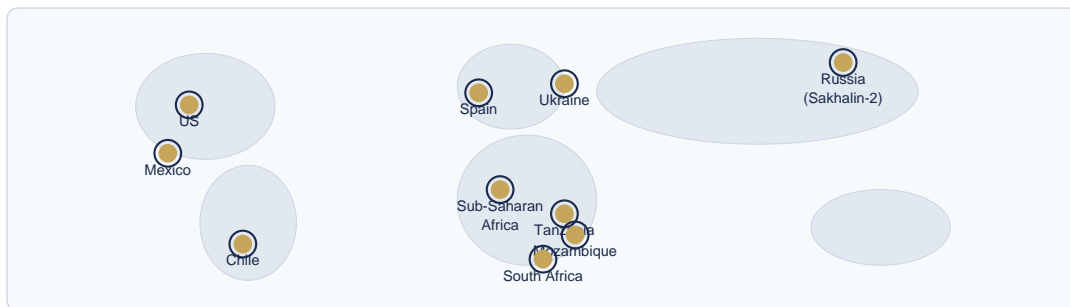 Russia
(Sakhalin-2)
Ukraine
Spain
US
Mexico
Sub-Saharan
Africa
Tanzania
Mozambique
Chile
South Africa